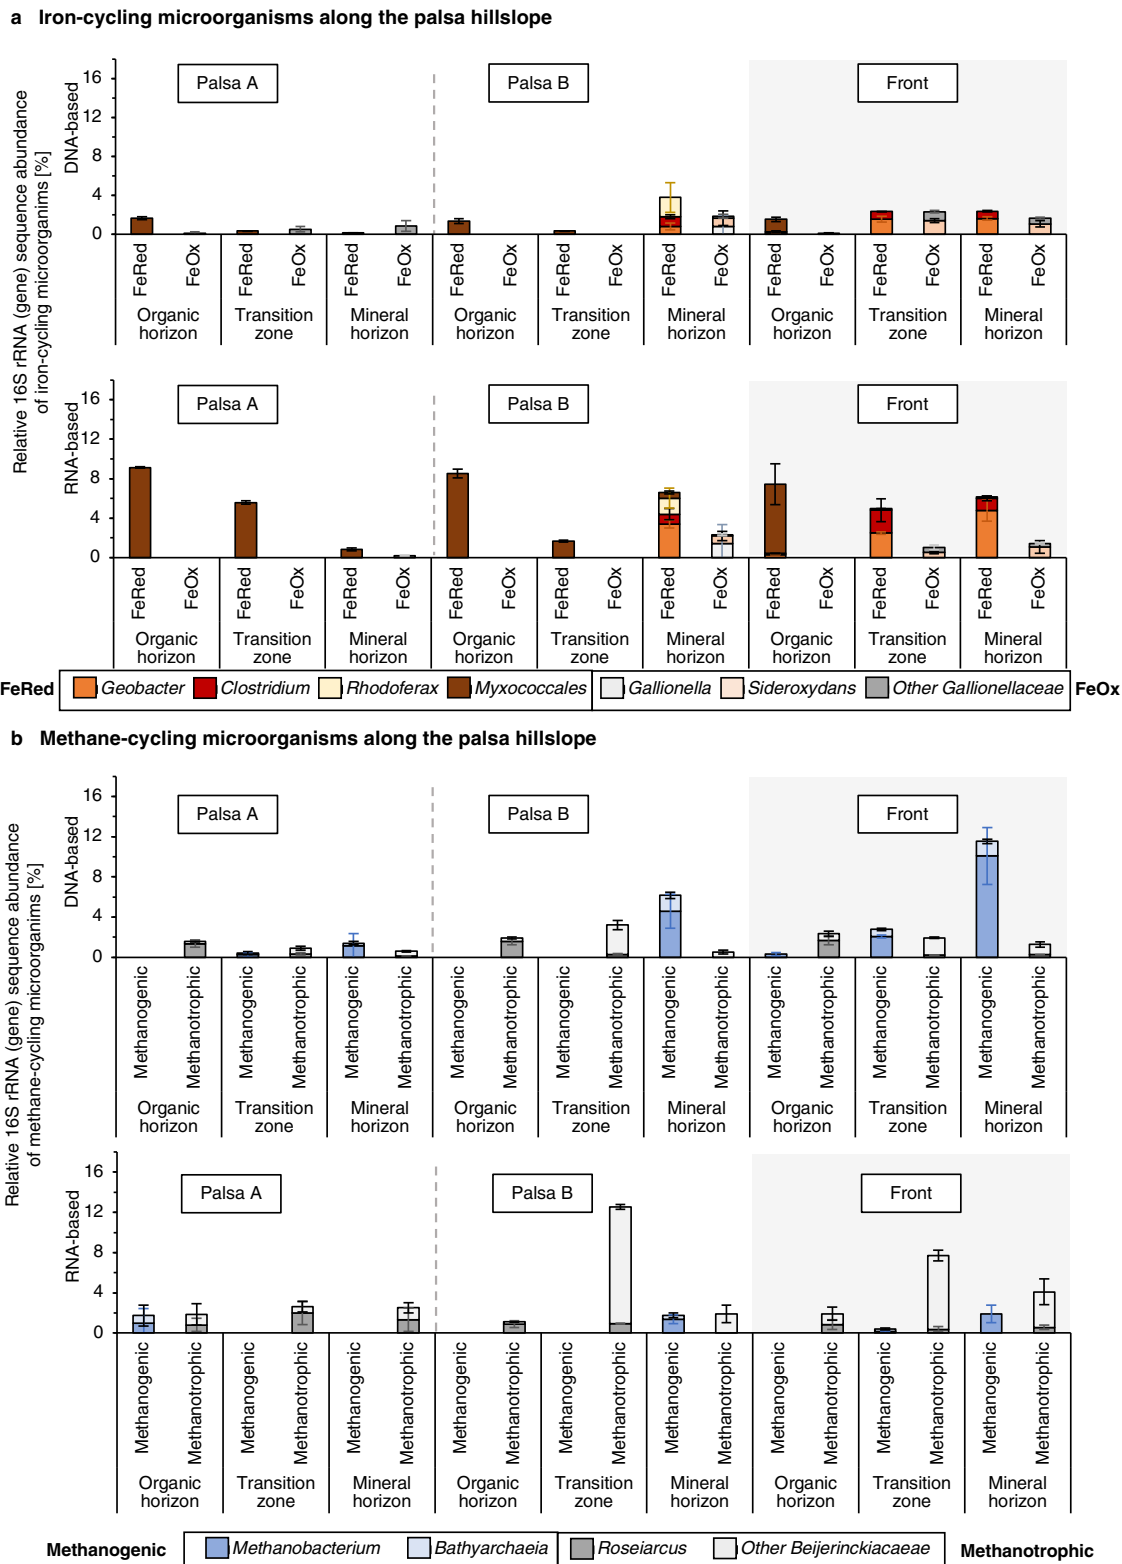 a Iron-cycling microorganisms along the palsa hillslope
Relative 16S rRNA (gene) sequence abundance
of iron-cycling microorganims [%]
DNA-based
16
12
8
4
0
Palsa A
Palsa B
Front
FeRed FeOx FeRed FeOx FeRed FeOx FeRed FeOx FeRed FeOx FeRed FeOx FeRed FeOx FeRed FeOx FeRed FeOx
Organic Transition Mineral Organic Transition Mineral Organic Transition Mineral
horizon zone horizon horizon zone horizon horizon zone horizon
RNA-based
16
12
8
4
0
Palsa A
Palsa B
Front
FeRed FeOx FeRed FeOx FeRed FeOx FeRed FeOx FeRed FeOx FeRed FeOx FeRed FeOx FeRed FeOx FeRed FeOx
Organic Transition Mineral Organic Transition Mineral Organic Transition Mineral
horizon zone horizon horizon zone horizon horizon zone horizon
FeRed Geobacter Clostridium Rhodoferax Myxococcales Gallionella Sideroxydans Other Gallionellaceae FeOx
b Methane-cycling microorganisms along the palsa hillslope
Relative 16S rRNA (gene) sequence abundance
of methane-cycling microorganims [%]
DNA-based
16
12
8
4
0
Palsa A
Palsa B
Front
Methanogenic Methanotrophic Methanogenic Methanotrophic Methanogenic Methanotrophic Methanogenic Methanotrophic Methanogenic Methanotrophic Methanogenic Methanotrophic Methanogenic Methanotrophic Methanogenic Methanotrophic Methanogenic Methanotrophic
Organic Transition Mineral Organic Transition Mineral Organic Transition Mineral
horizon zone horizon horizon zone horizon horizon zone horizon
RNA-based
16
12
8
4
0
Palsa A
Palsa B
Front
Methanogenic Methanotrophic Methanogenic Methanotrophic Methanogenic Methanotrophic Methanogenic Methanotrophic Methanogenic Methanotrophic Methanogenic Methanotrophic Methanogenic Methanotrophic Methanogenic Methanotrophic Methanogenic Methanotrophic
Organic Transition Mineral Organic Transition Mineral Organic Transition Mineral
horizon zone horizon horizon zone horizon horizon zone horizon
Methanogenic Methanobacterium Bathyarchaeia Roseiarcus Other Beijerinckiacaeae Methanotrophic